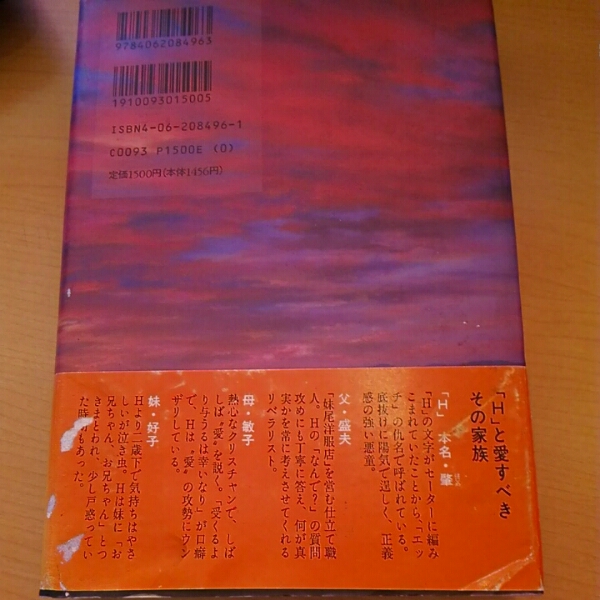 9784062084963
1910093015005
ISBN4-06-208496-1
C0093 P1500E (0)
定価1500円(本体1456円)
「H」と愛すべき
その家族
「H」 本名・肇
はじめ
「H」の文字がセーターに編み
こまれていたことから、「エッ
チ」の仇名で呼ばれている。
底抜けに陽気で逞しく、正義
感の強い悪童。
父・盛夫
「妹尾洋服店」を営む仕立て職
人。Hの「なんで?」の質問
攻めにも丁寧に答え、何が真
実かを常に考えさせてくれる
リベラリスト。
母・敏子
熱心なクリスチャンで、しば
しば〝愛〟を説く。「受くるよ
り与うるは幸いなり」が口癖
で、Hは〝愛〟の攻勢にウン
ザリしている。
妹・好子
Hより二歳下で気持ちはやさ
しいが泣き虫。Hは妹に「お
兄ちゃん、お兄ちゃん」とつ
きまとわれ、少し戸惑ってい
た時期もあった。